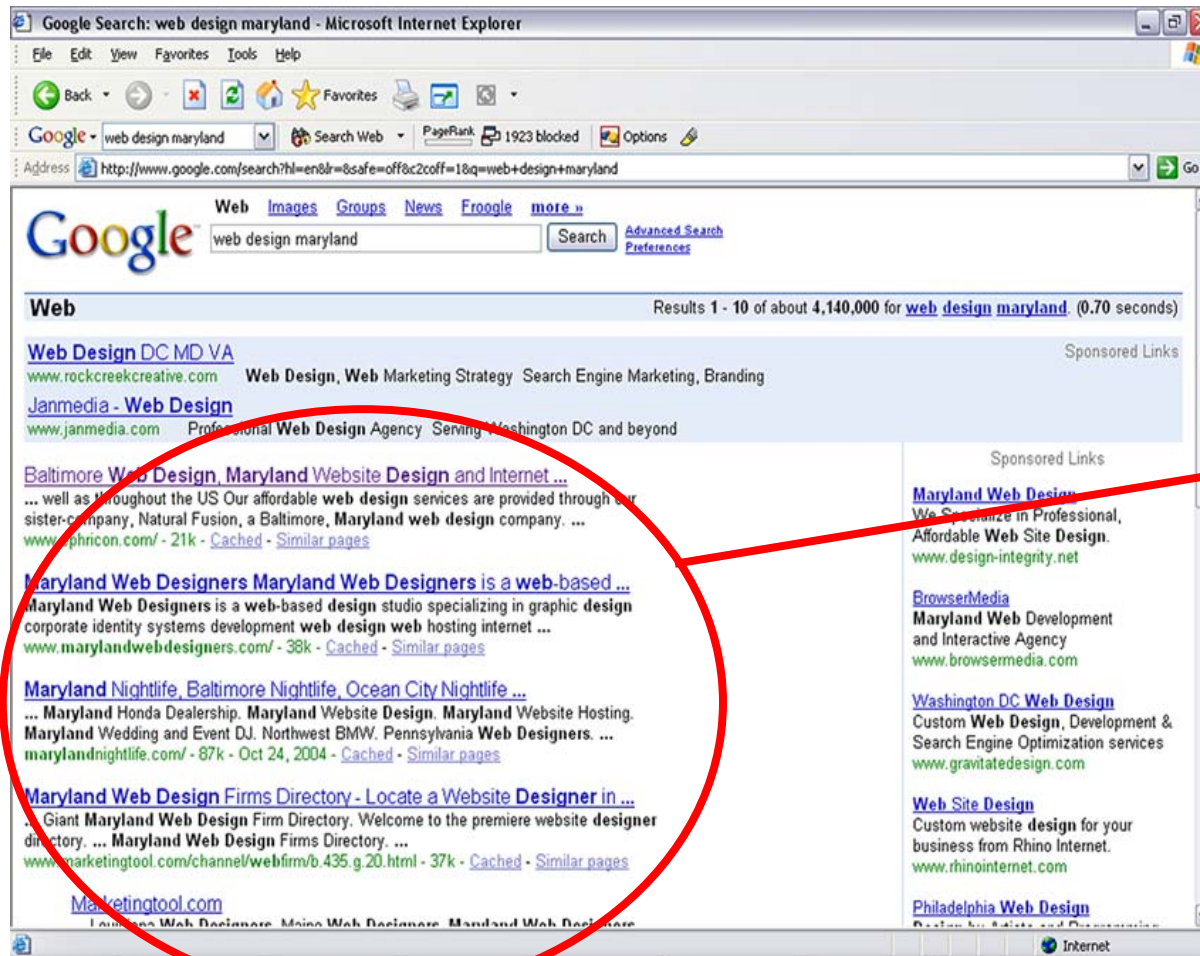 Google Search: web design maryland - Microsoft Internet Explorer
File Edit View Favorites Tools Help
Back Favorites
Google web design maryland Search Web PageRank 1923 blocked Options
Address http://www.google.com/search?hl=en&lr=&safe=off&c2coff=1&q=web+design+maryland Go
Web Images Groups News Froogle more »
Google web design maryland Search Advanced Search
Preferences
Web Results 1 - 10 of about 4,140,000 for web design maryland. (0.70 seconds)
Web Design DC MD VA Sponsored Links
www.rockcreekcreative.com Web Design, Web Marketing Strategy Search Engine Marketing, Branding
Janmedia - Web Design
www.janmedia.com Professional Web Design Agency Serving Washington DC and beyond
Baltimore Web Design, Maryland Website Design and Internet ...
... well as throughout the US Our affordable web design services are provided through our
sister-company, Natural Fusion, a Baltimore, Maryland web design company. ...
- 21k - Cached - Similar pages
Maryland Web Designers Maryland Web Designers is a web-based ...
Maryland Web Designers is a web-based design studio specializing in graphic design
corporate identity systems development web design web hosting internet ...
www.marylandwebdesigners.com/ - 38k - Cached - Similar pages
Maryland Nightlife, Baltimore Nightlife, Ocean City Nightlife ...
... Maryland Honda Dealership. Maryland Website Design. Maryland Website Hosting.
Maryland Wedding and Event DJ. Northwest BMW. Pennsylvania Web Designers. ...
marylandnightlife.com/ - 87k - Oct 24, 2004 - Cached - Similar pages
Maryland Web Design Firms Directory - Locate a Website Designer in ...
... Giant Maryland Web Design Firm Directory. Welcome to the premiere website designer
directory. ... Maryland Web Design Firms Directory. ...
www.marketingtool.com/channel/webfirm/b.435.g.20.html - 37k - Cached - Similar pages
Marketingtool.com
Louisiana Web Designers. Maine Web Designers. Maryland Web Designers
Sponsored Links
Maryland Web Design
We Specialize in Professional,
Affordable Web Site Design.
www.design-integrity.net
BrowserMedia
Maryland Web Development
and Interactive Agency
www.browsermedia.com
Washington DC Web Design
Custom Web Design, Development &
Search Engine Optimization services
www.gravitatedesign.com
Web Site Design
Custom website design for your
business from Rhino Internet.
www.rhinointernet.com
Philadelphia Web Design
Design by Artists and Programming
Internet